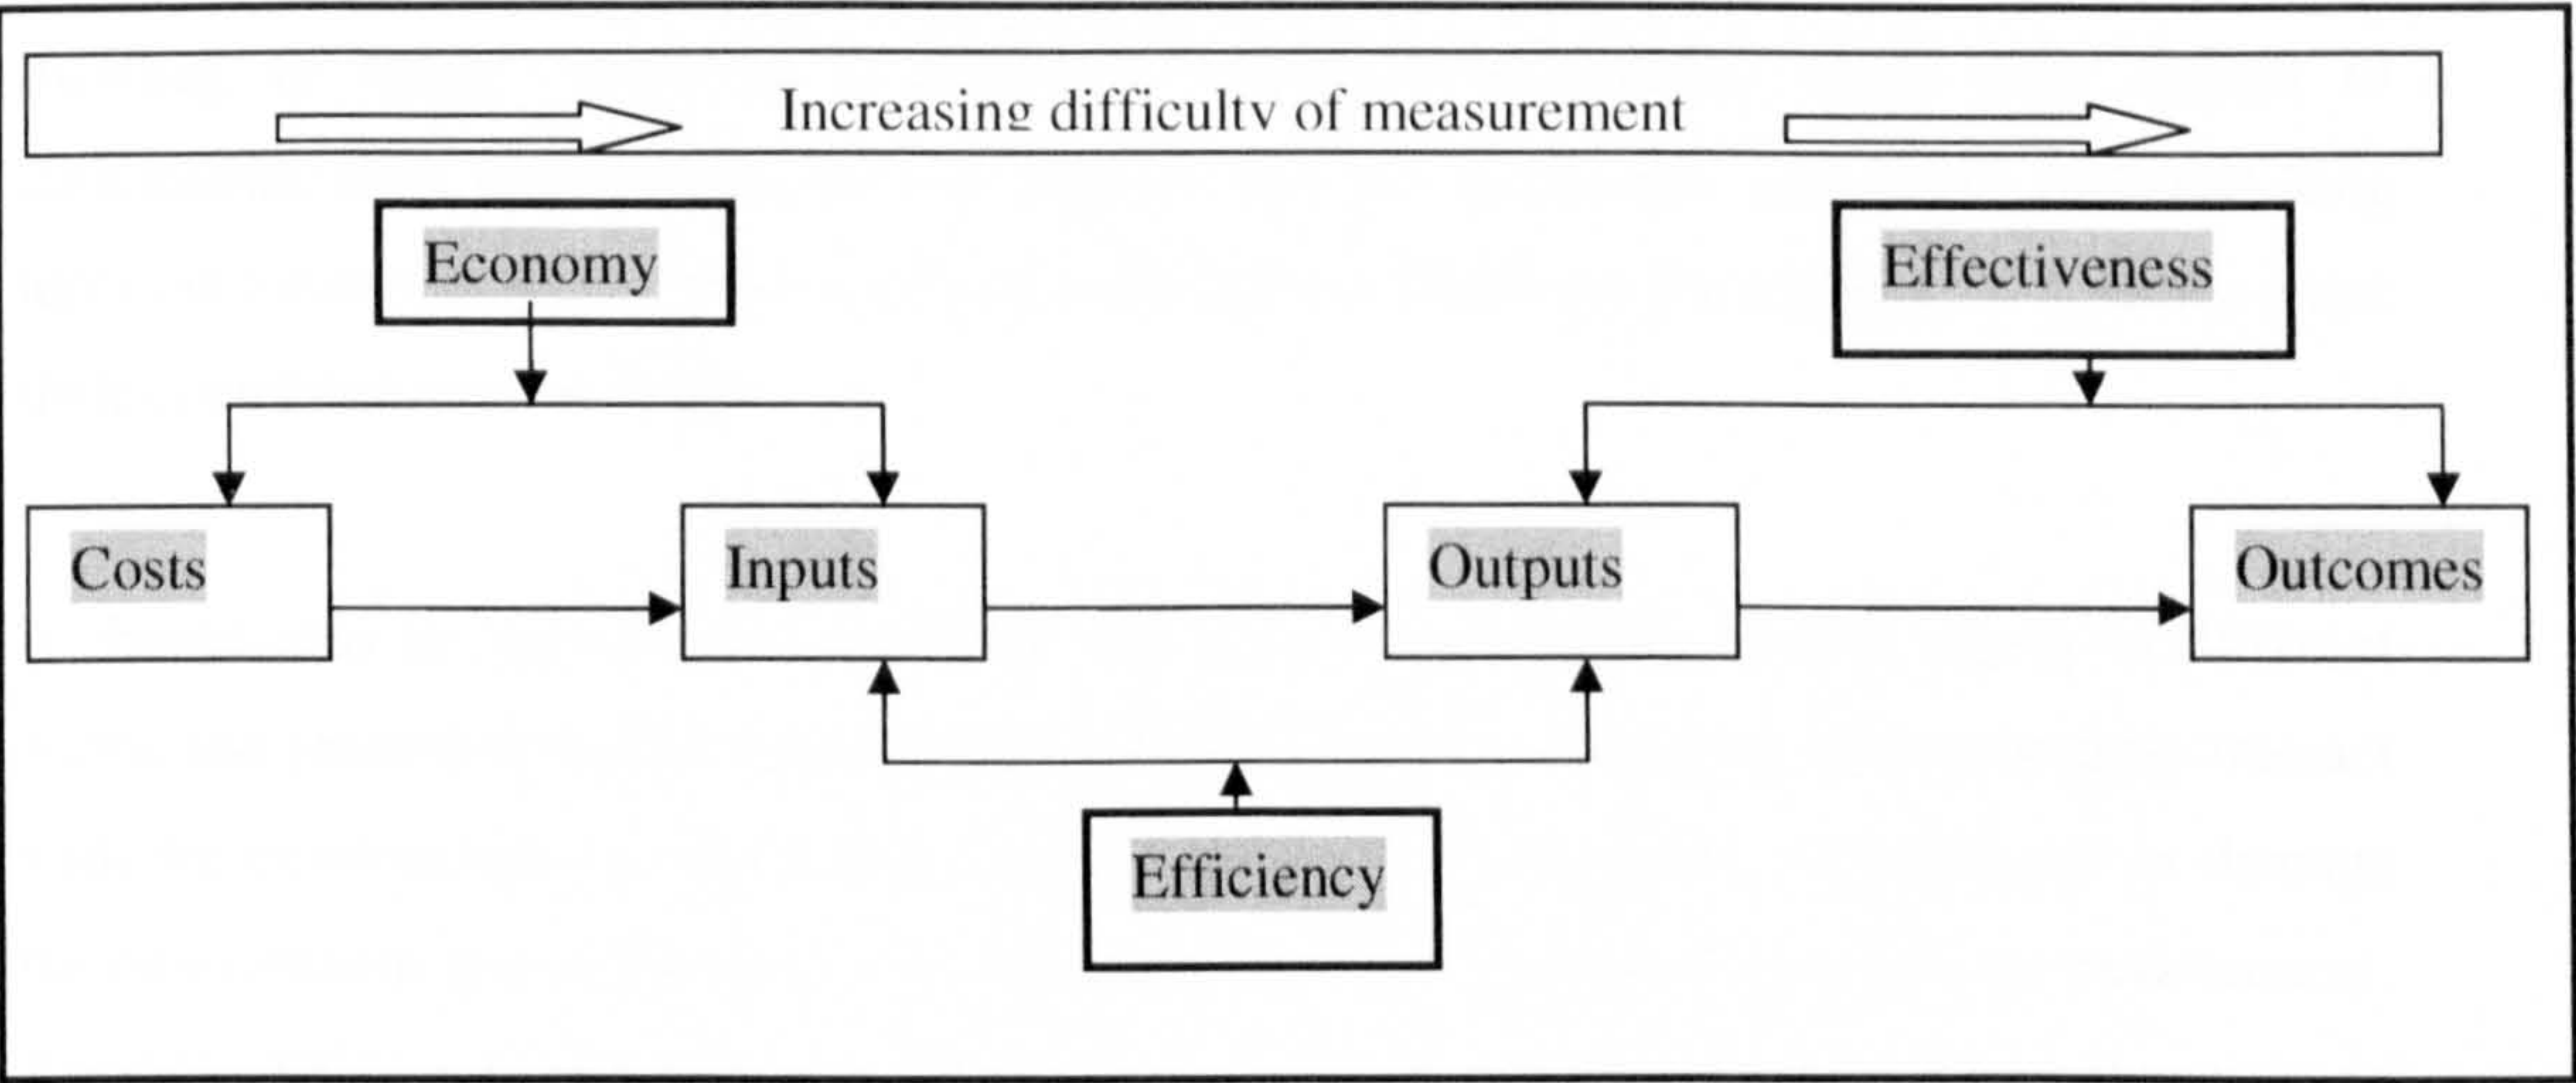 Increasing difficulty of measurement
Economy
Effectiveness
Costs
Inputs
Outputs
Outcomes
Efficiency